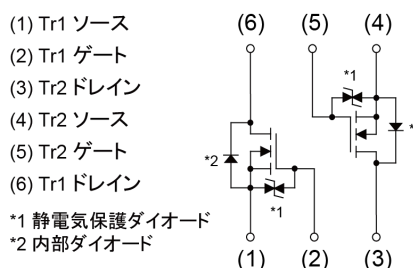 (1) Tr1 ソース
(2) Tr1 ゲート
(3) Tr2 ドレイン
(4) Tr2 ソース
(5) Tr2 ゲート
(6) Tr1 ドレイン
*1 静電気保護ダイオード
*2 内部ダイオード
(6) (5) (4)
*1
*
*2
*1
(1) (2) (3)